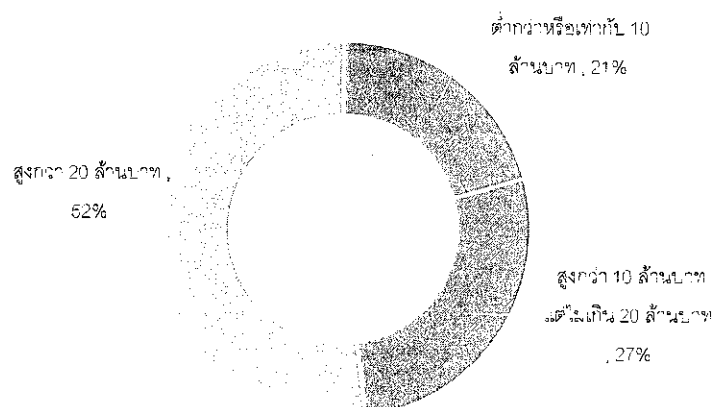 ต่ำกว่าหรือเท่ากับ 10
ล้านบาท , 21%
สูงกว่า 20 ล้านบาท ,
52%
สูงกว่า 10 ล้านบาท
แต่ไม่เกิน 20 ล้านบาท
, 27%